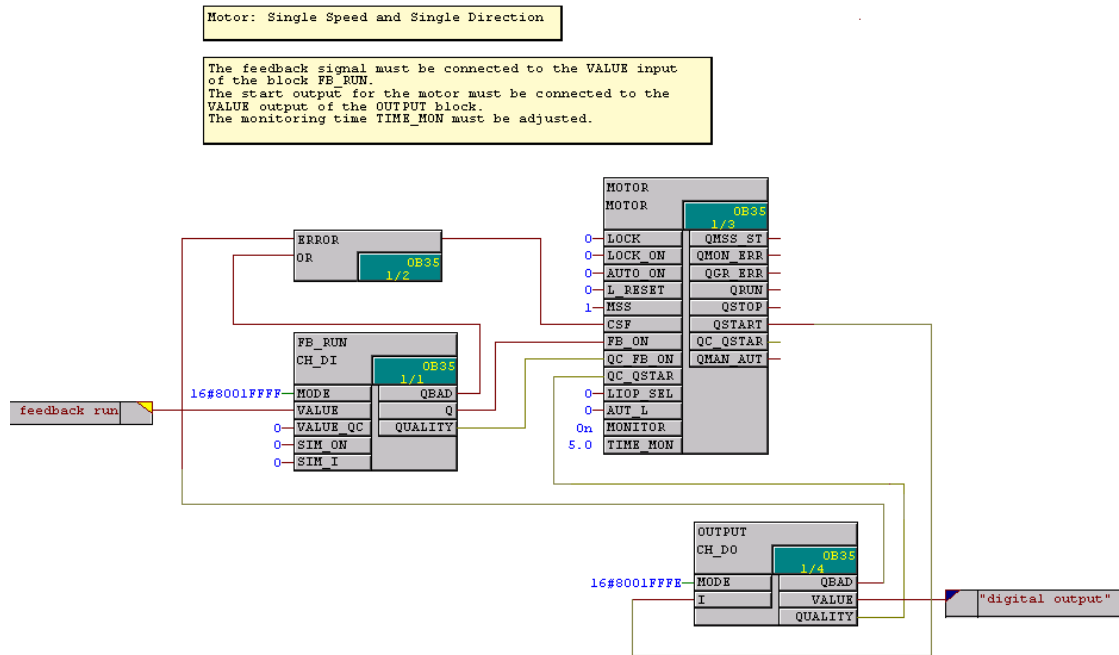 Motor: Single Speed and Single Direction
The feedback signal must be connected to the VALUE input
of the block FB_RUN.
The start output for the motor must be connected to the
VALUE output of the OUTPUT block.
The monitoring time TIME_MON must be adjusted.
MOTOR
MOTOR
OB35
1/3
0 LOCK QMSS_ST
0 LOCK_ON QMON_ERR
0 AUTO_ON QGR_ERR
0 L_RESET QRUN
1 MSS QSTOP
CSF QSTART
FB_ON QC_QSTAR
QC_FB_ON QMAN_AUT
QC_QSTAR
0 LIOP_SEL
0 AUT_L
On MONITOR
5.0 TIME_MON
ERROR
OR
OB35
1/2
FB_RUN
CH_DI
OB35
1/1
16#8001FFFF MODE QBAD
feedback run
VALUE Q
0 VALUE_QC QUALITY
0 SIM_ON
0 SIM_I
OUTPUT
CH_DO
OB35
1/4
16#8001FFFE MODE QBAD
I VALUE
QUALITY
"digital output"